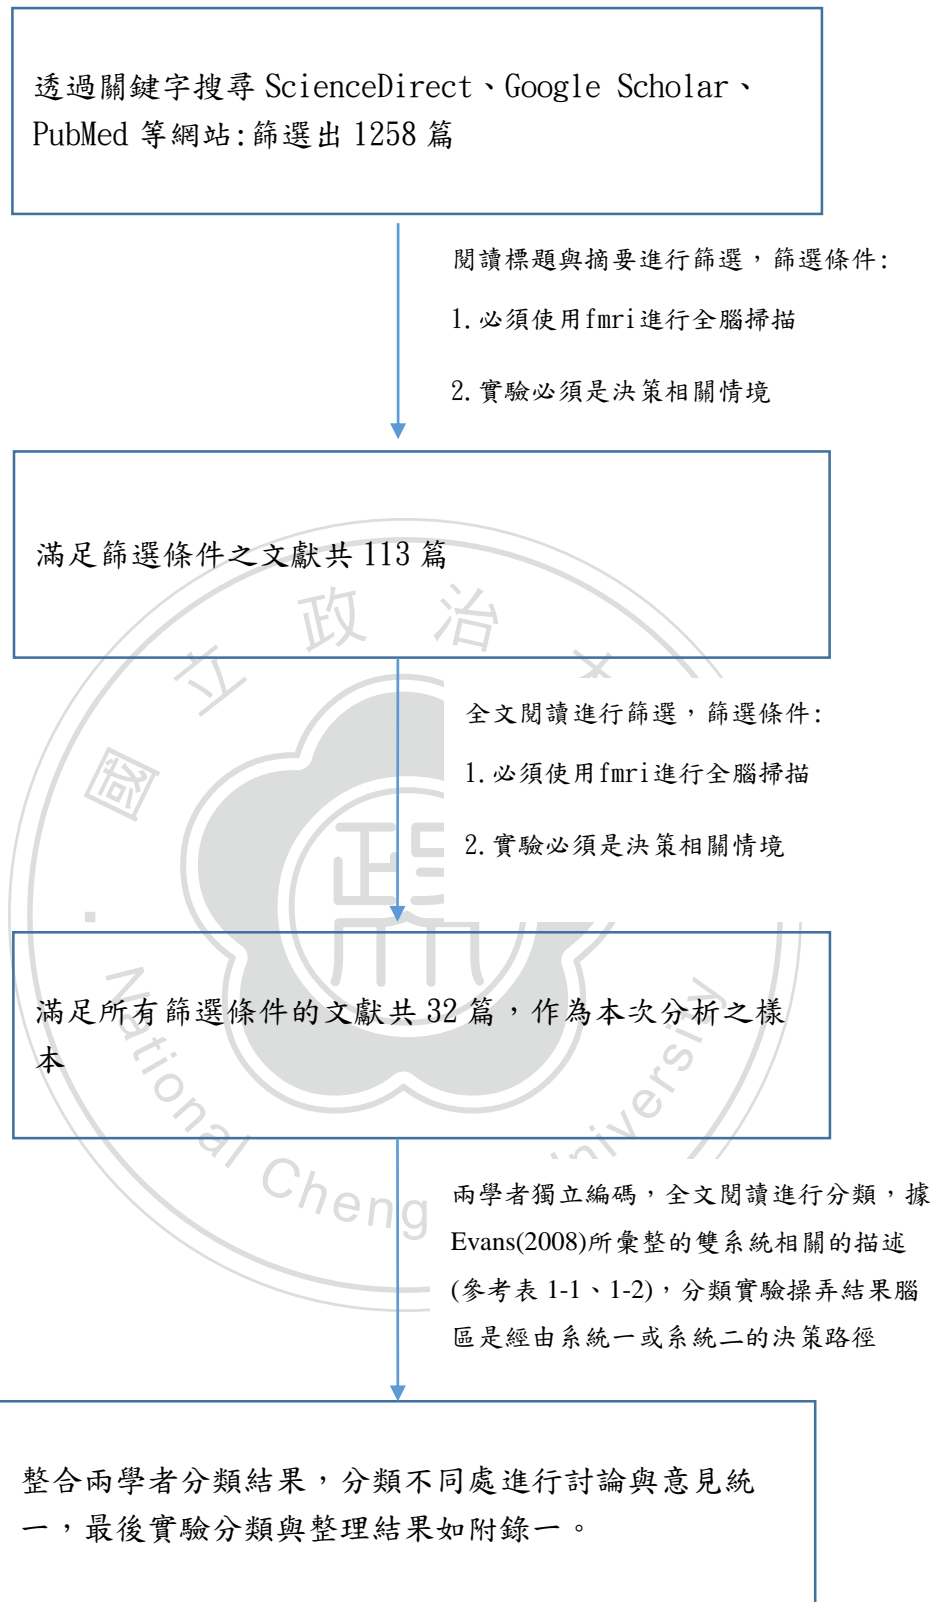 透過關鍵字搜尋 ScienceDirect、Google Scholar、
PubMed 等網站:篩選出 1258 篇
閱讀標題與摘要進行篩選，篩選條件:
1.必須使用fmri進行全腦掃描
2.實驗必須是決策相關情境
滿足篩選條件之文獻共 113 篇
全文閱讀進行篩選，篩選條件:
1.必須使用fmri進行全腦掃描
2.實驗必須是決策相關情境
滿足所有篩選條件的文獻共 32 篇，作為本次分析之樣
本
兩學者獨立編碼，全文閱讀進行分類，據
Evans(2008)所彙整的雙系統相關的描述
(參考表 1-1、1-2)，分類實驗操弄結果腦
區是經由系統一或系統二的決策路徑
整合兩學者分類結果，分類不同處進行討論與意見統
一，最後實驗分類與整理結果如附錄一。
國立政治
National Cheng